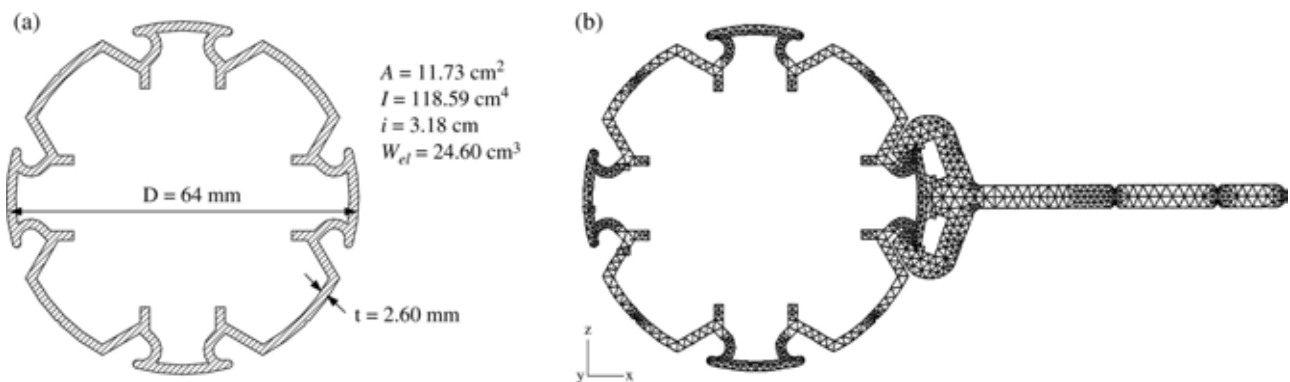 (a)
A = 11.73 cm²
I = 118.59 cm⁴
i = 3.18 cm
Wₑₗ = 24.60 cm³
D = 64 mm
t = 2.60 mm
(b)
z
y
x